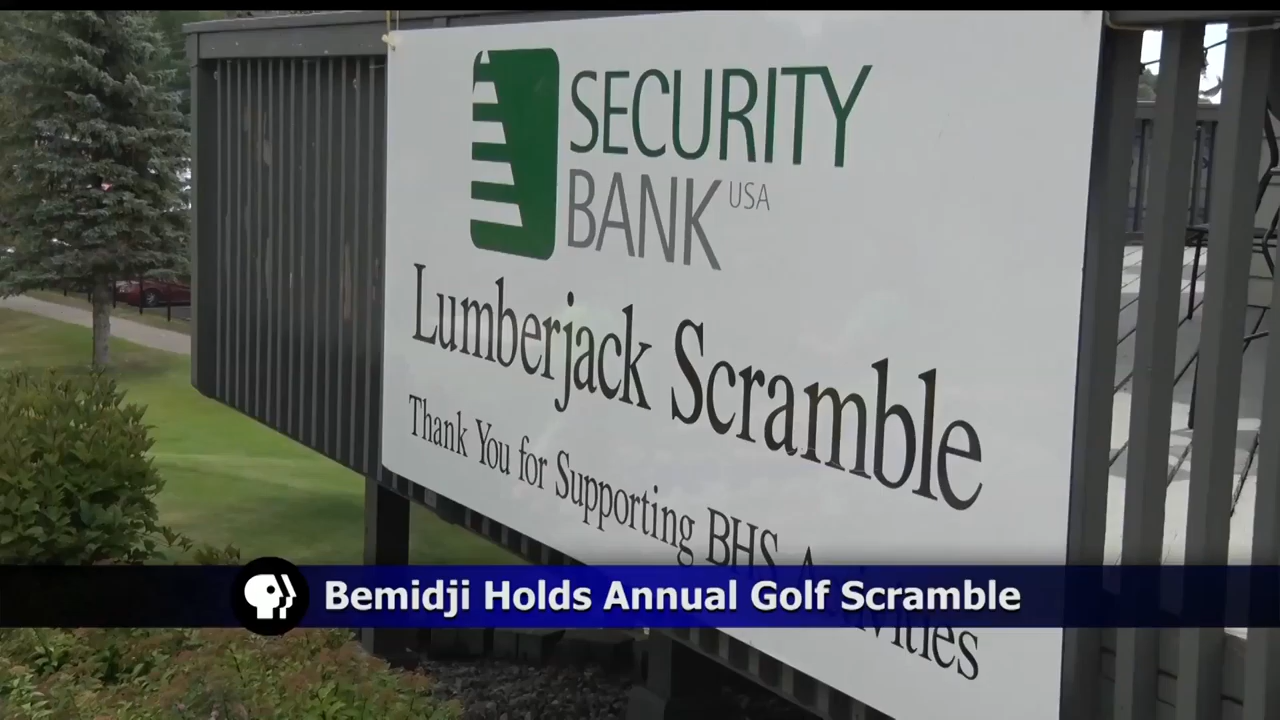 SECURITY
BANK USA
Lumberjack Scramble
Thank You for Supporting BHS Activities
Bemidji Holds Annual Golf Scramble